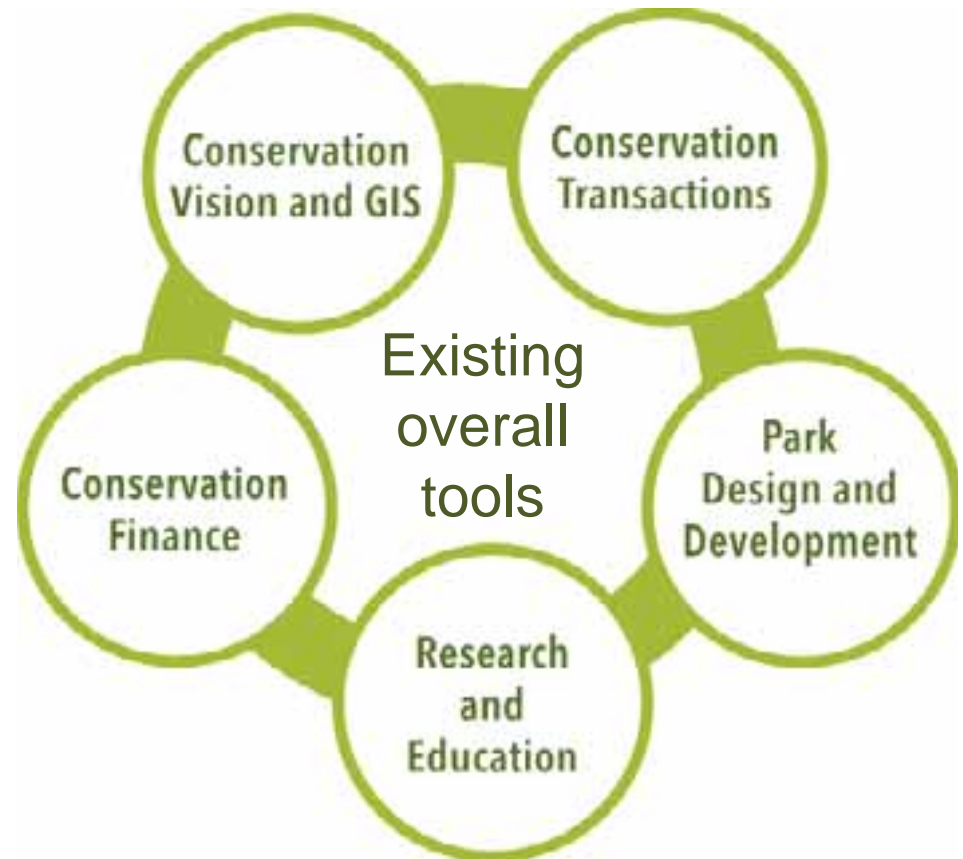 Conservation
Vision and GIS
Conservation
Transactions
Existing
overall
tools
Park
Design and
Development
Conservation
Finance
Research
and
Education